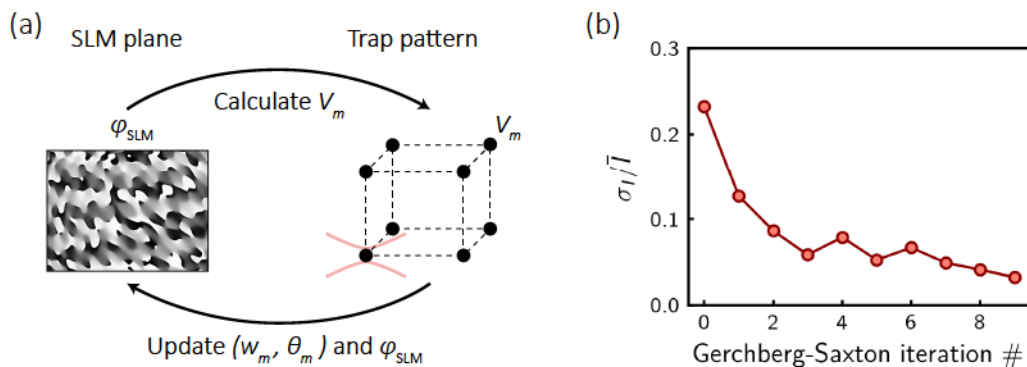 (a)
SLM plane
Trap pattern
Calculate V_m
φ_SLM
V_m
Update (w_m, θ_m) and φ_SLM
(b)
0.3
0.2
0.1
0.0
σ_I/Ī
0 2 4 6 8
Gerchberg-Saxton iteration #